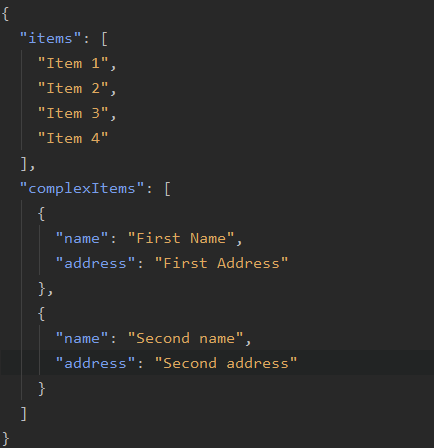 {
  "items": [
    "Item 1",
    "Item 2",
    "Item 3",
    "Item 4"
  ],
  "complexItems": [
    {
      "name": "First Name",
      "address": "First Address"
    },
    {
      "name": "Second name",
      "address": "Second address"
    }
  ]
}